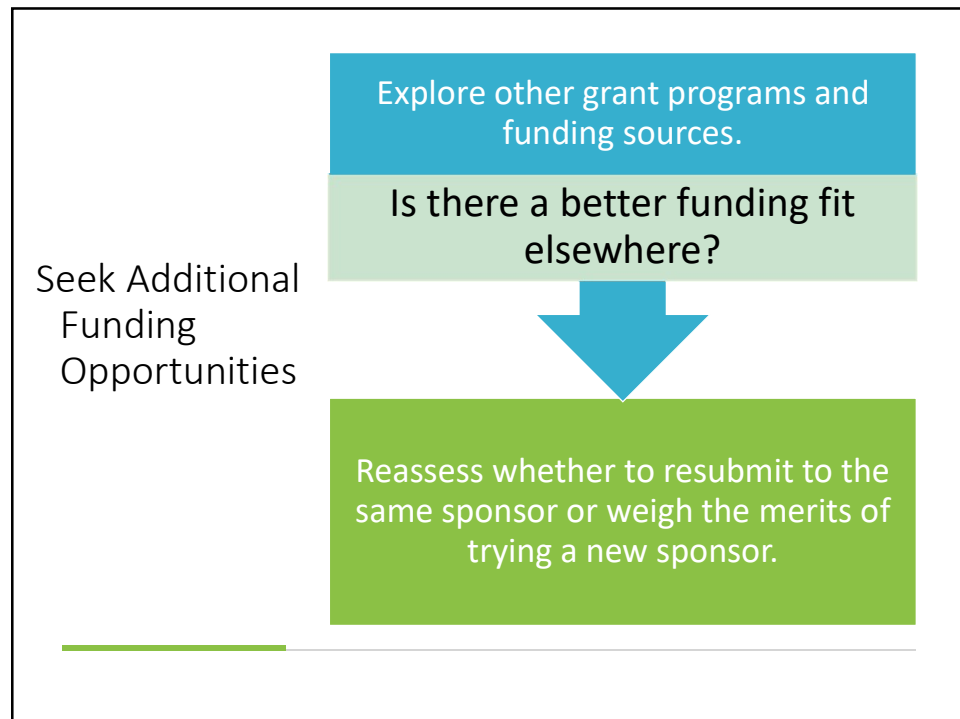 Seek Additional
Funding
Opportunities
Explore other grant programs and
funding sources.
Is there a better funding fit
elsewhere?
Reassess whether to resubmit to the
same sponsor or weigh the merits of
trying a new sponsor.